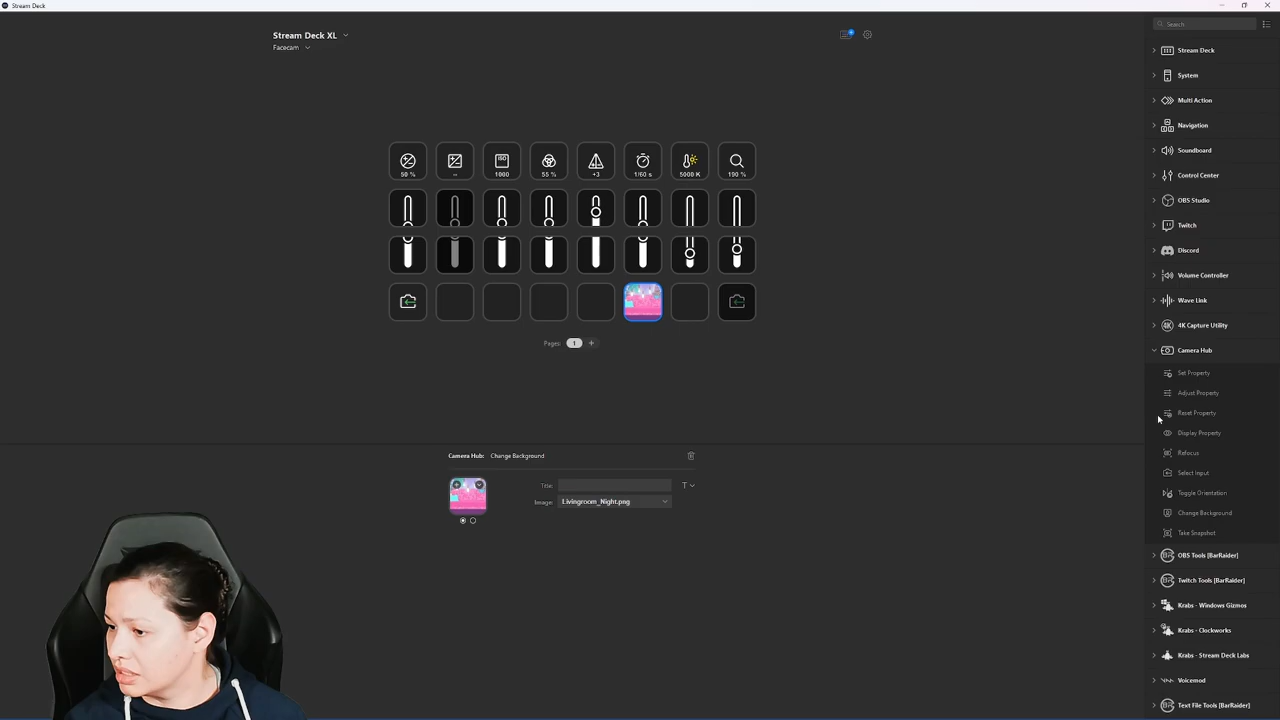 Stream Deck
Stream Deck XL
Facecam
50 %
--
ISO
1000
55 %
+3
1/60 s
5000 K
190 %
Pages:
1
+
Camera Hub: Change Background
Title:
T
Image: Livingroom_Night.png
Search
Stream Deck
System
Multi Action
Navigation
Soundboard
Control Center
OBS Studio
Twitch
Discord
Volume Controller
Wave Link
4K Capture Utility
Camera Hub
Set Property
Adjust Property
Reset Property
Display Property
Refocus
Select Input
Toggle Orientation
Change Background
Take Snapshot
OBS Tools [BarRaider]
Twitch Tools [BarRaider]
Krabs - Windows Gizmos
Krabs - Clockworks
Krabs - Stream Deck Labs
Voicemod
Text File Tools [BarRaider]